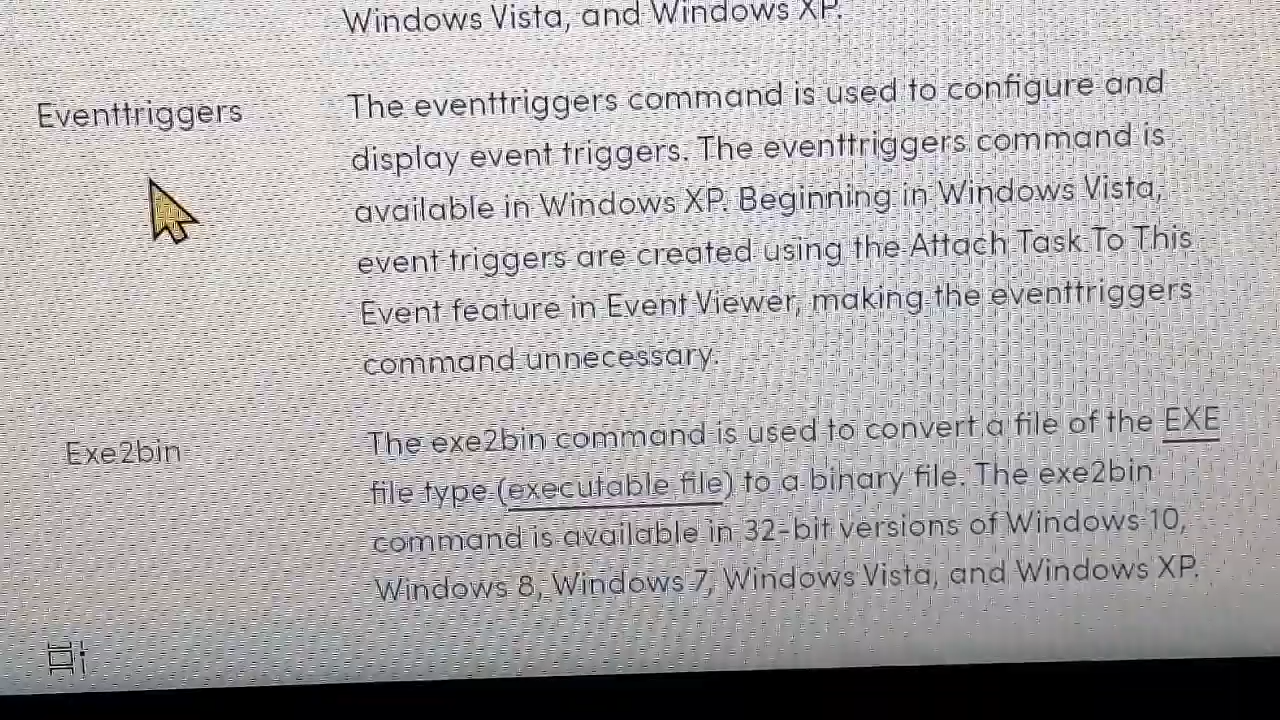 Windows Vista, and Windows XP.
Eventtriggers
The eventtriggers command is used to configure and
display event triggers. The eventtriggers command is
available in Windows XP. Beginning in Windows Vista,
event triggers are created using the Attach Task To This
Event feature in Event Viewer, making the eventtriggers
command unnecessary.
Exe2bin
The exe2bin command is used to convert a file of the EXE
file type (executable file) to a binary file. The exe2bin
command is available in 32-bit versions of Windows 10,
Windows 8, Windows 7, Windows Vista, and Windows XP.